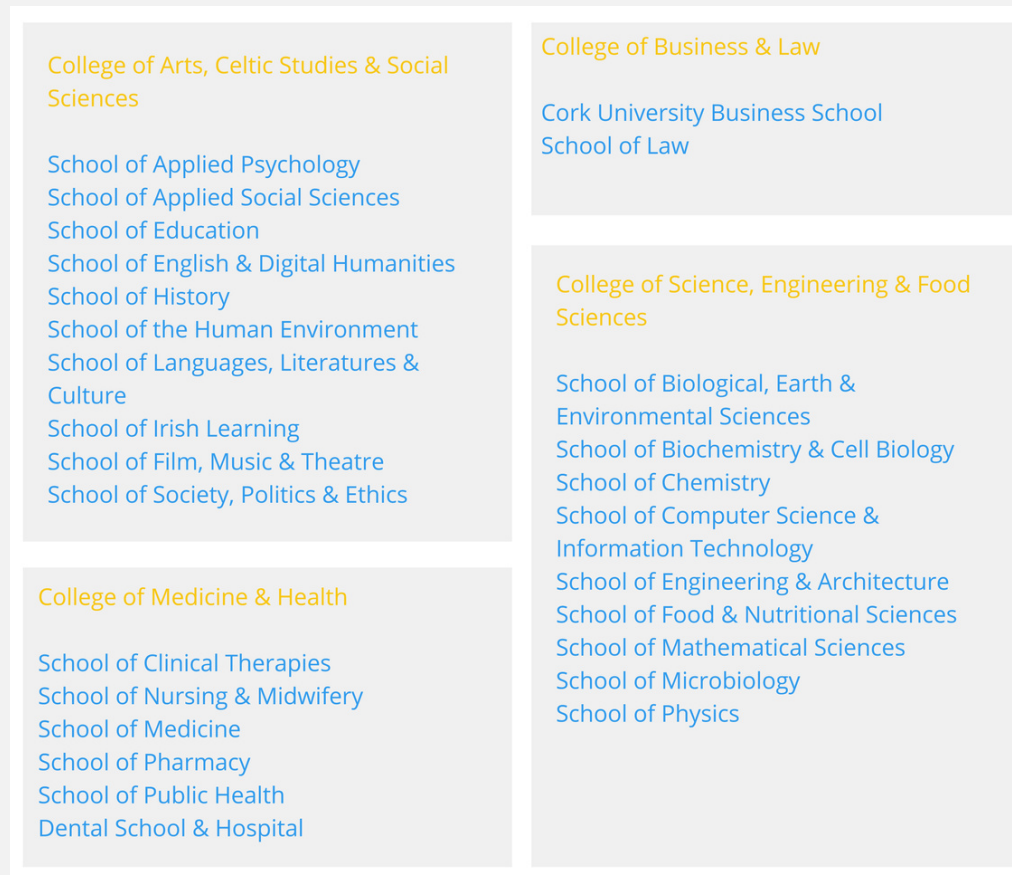 College of Arts, Celtic Studies & Social
Sciences
School of Applied Psychology
School of Applied Social Sciences
School of Education
School of English & Digital Humanities
School of History
School of the Human Environment
School of Languages, Literatures &
Culture
School of Irish Learning
School of Film, Music & Theatre
School of Society, Politics & Ethics
College of Medicine & Health
School of Clinical Therapies
School of Nursing & Midwifery
School of Medicine
School of Pharmacy
School of Public Health
Dental School & Hospital
College of Business & Law
Cork University Business School
School of Law
College of Science, Engineering & Food
Sciences
School of Biological, Earth &
Environmental Sciences
School of Biochemistry & Cell Biology
School of Chemistry
School of Computer Science &
Information Technology
School of Engineering & Architecture
School of Food & Nutritional Sciences
School of Mathematical Sciences
School of Microbiology
School of Physics